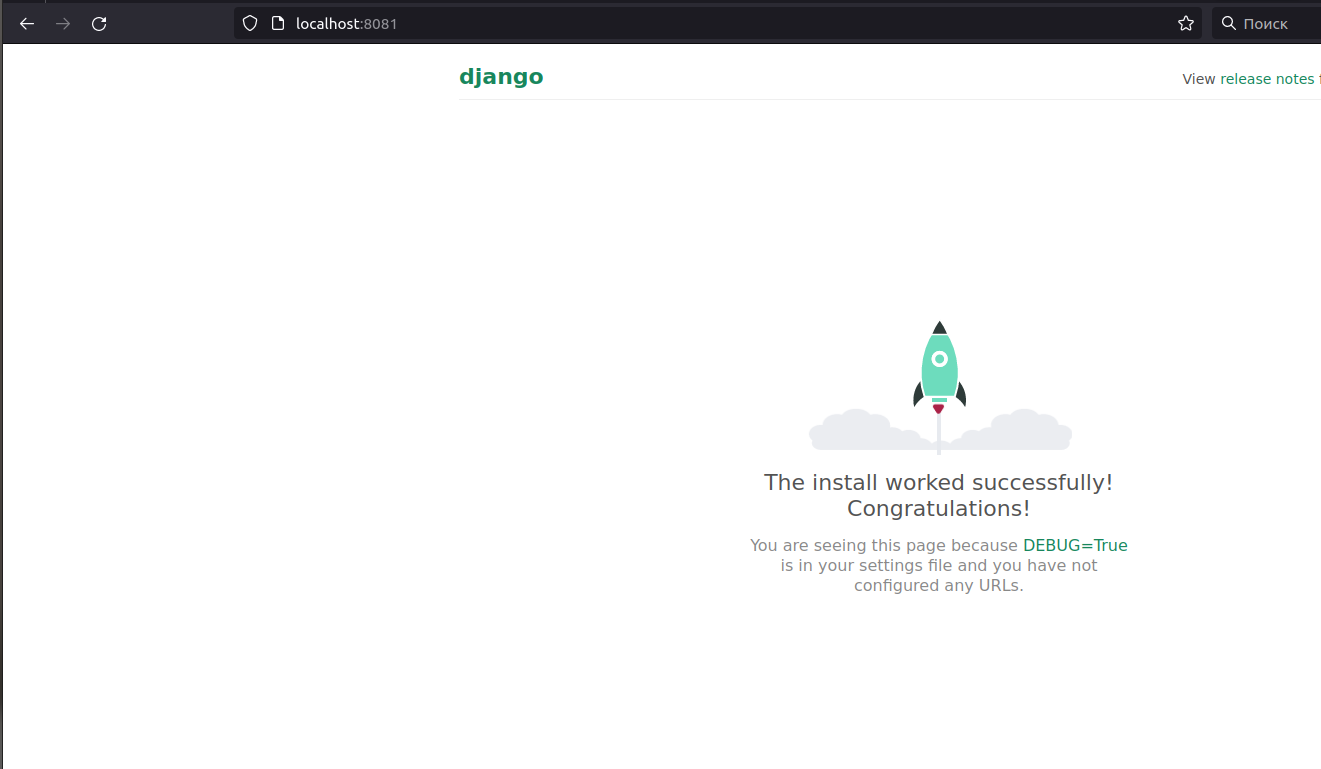 localhost:8081
Поиск
django
View release notes
The install worked successfully!
Congratulations!
You are seeing this page because DEBUG=True
is in your settings file and you have not
configured any URLs.